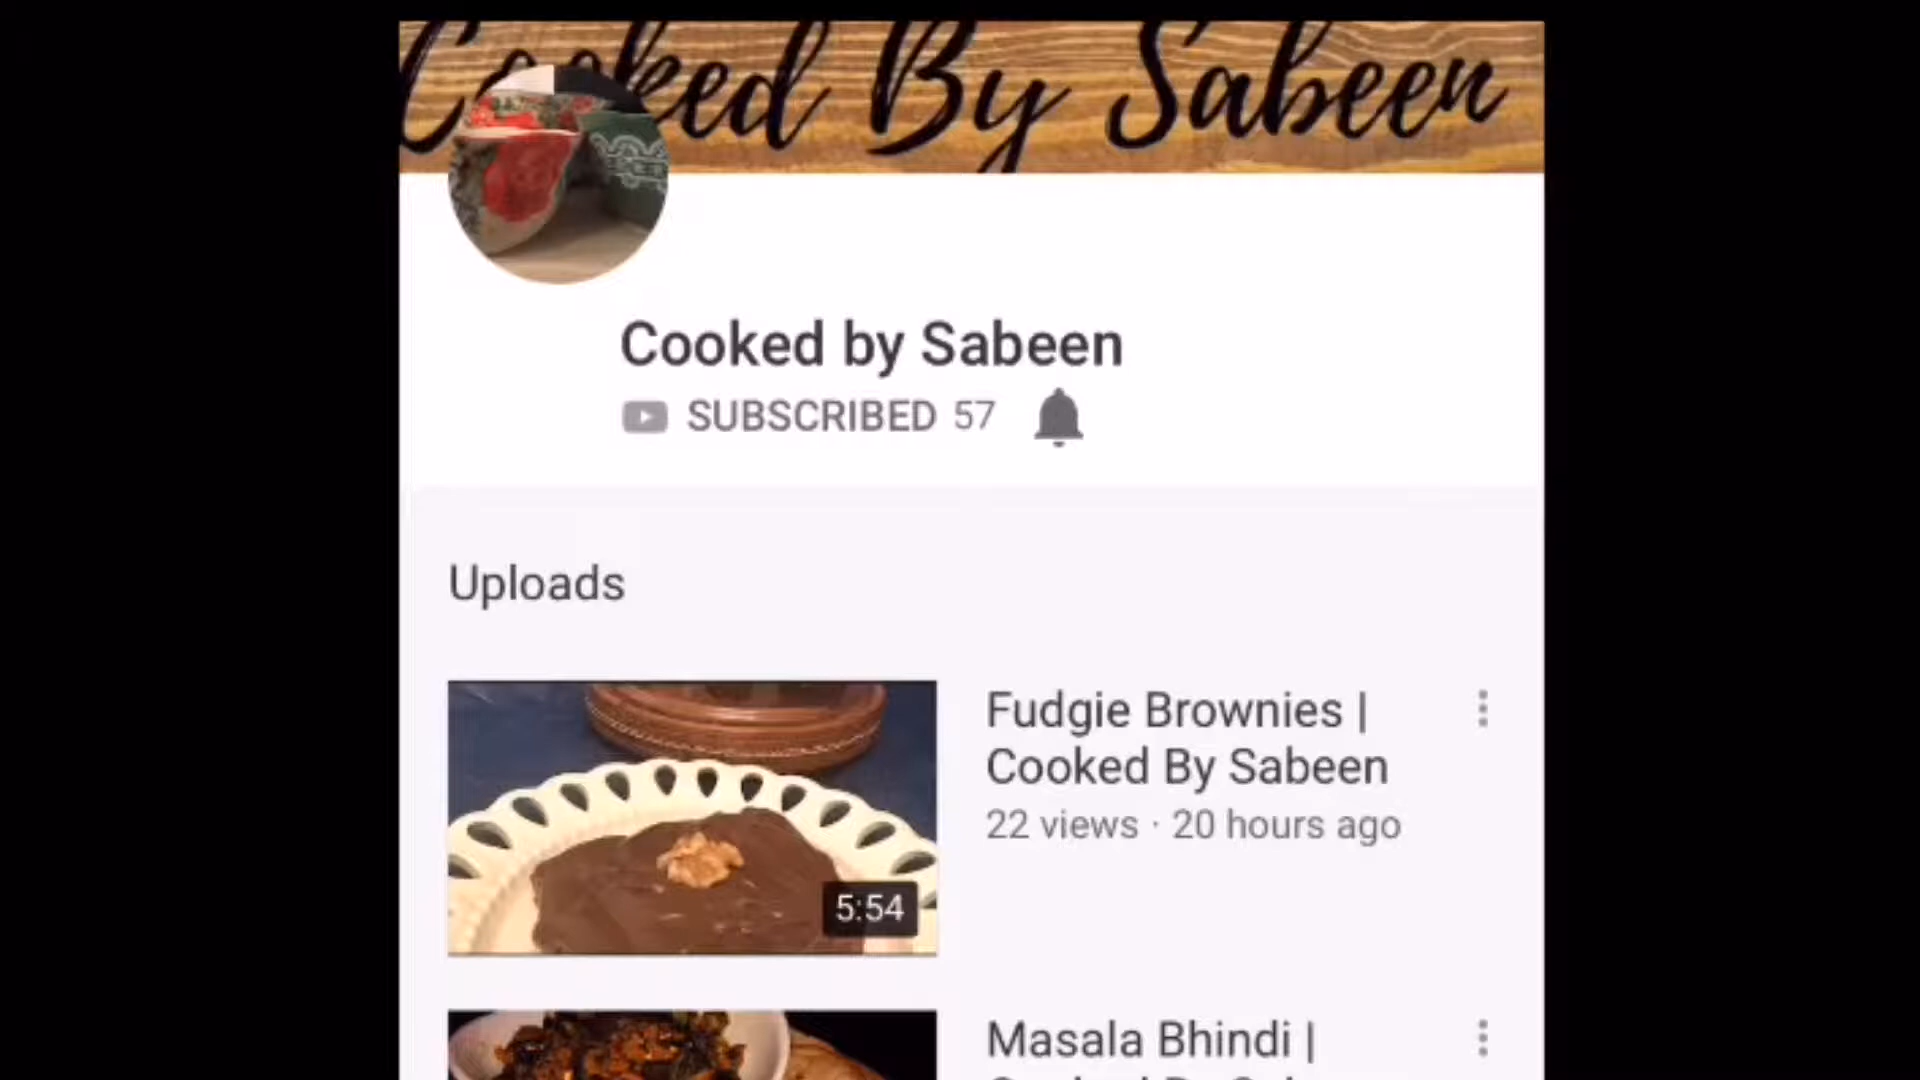 Cooked By Sabeen
Cooked by Sabeen
SUBSCRIBED 57
Uploads
Fudgie Brownies |
Cooked By Sabeen
22 views · 20 hours ago
5:54
Masala Bhindi |